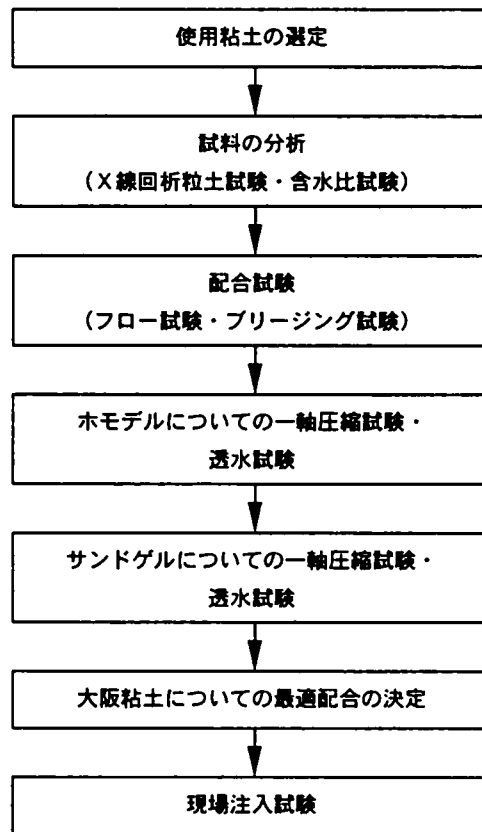 使用粘土の選定
試料の分析
（X線回析粒土試験・含水比試験）
配合試験
（フロー試験・ブリージング試験）
ホモデルについての一軸圧縮試験・
透水試験
サンドゲルについての一軸圧縮試験・
透水試験
大阪粘土についての最適配合の決定
現場注入試験